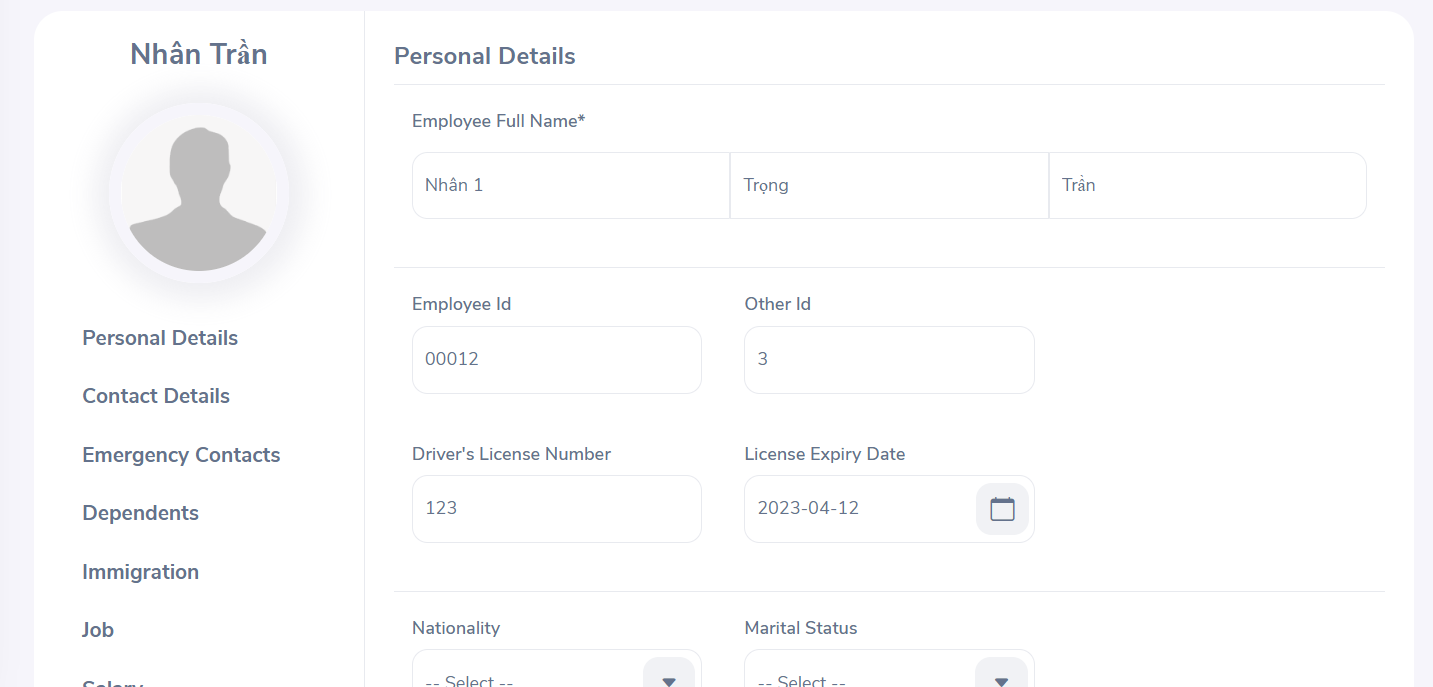 Nhân Trần
Personal Details
Contact Details
Emergency Contacts
Dependents
Immigration
Job
Salary
Personal Details
Employee Full Name*
Nhân 1 Trọng Trần
Employee Id Other Id
00012 3
Driver's License Number License Expiry Date
123 2023-04-12
Nationality Marital Status
-- Select -- -- Select --